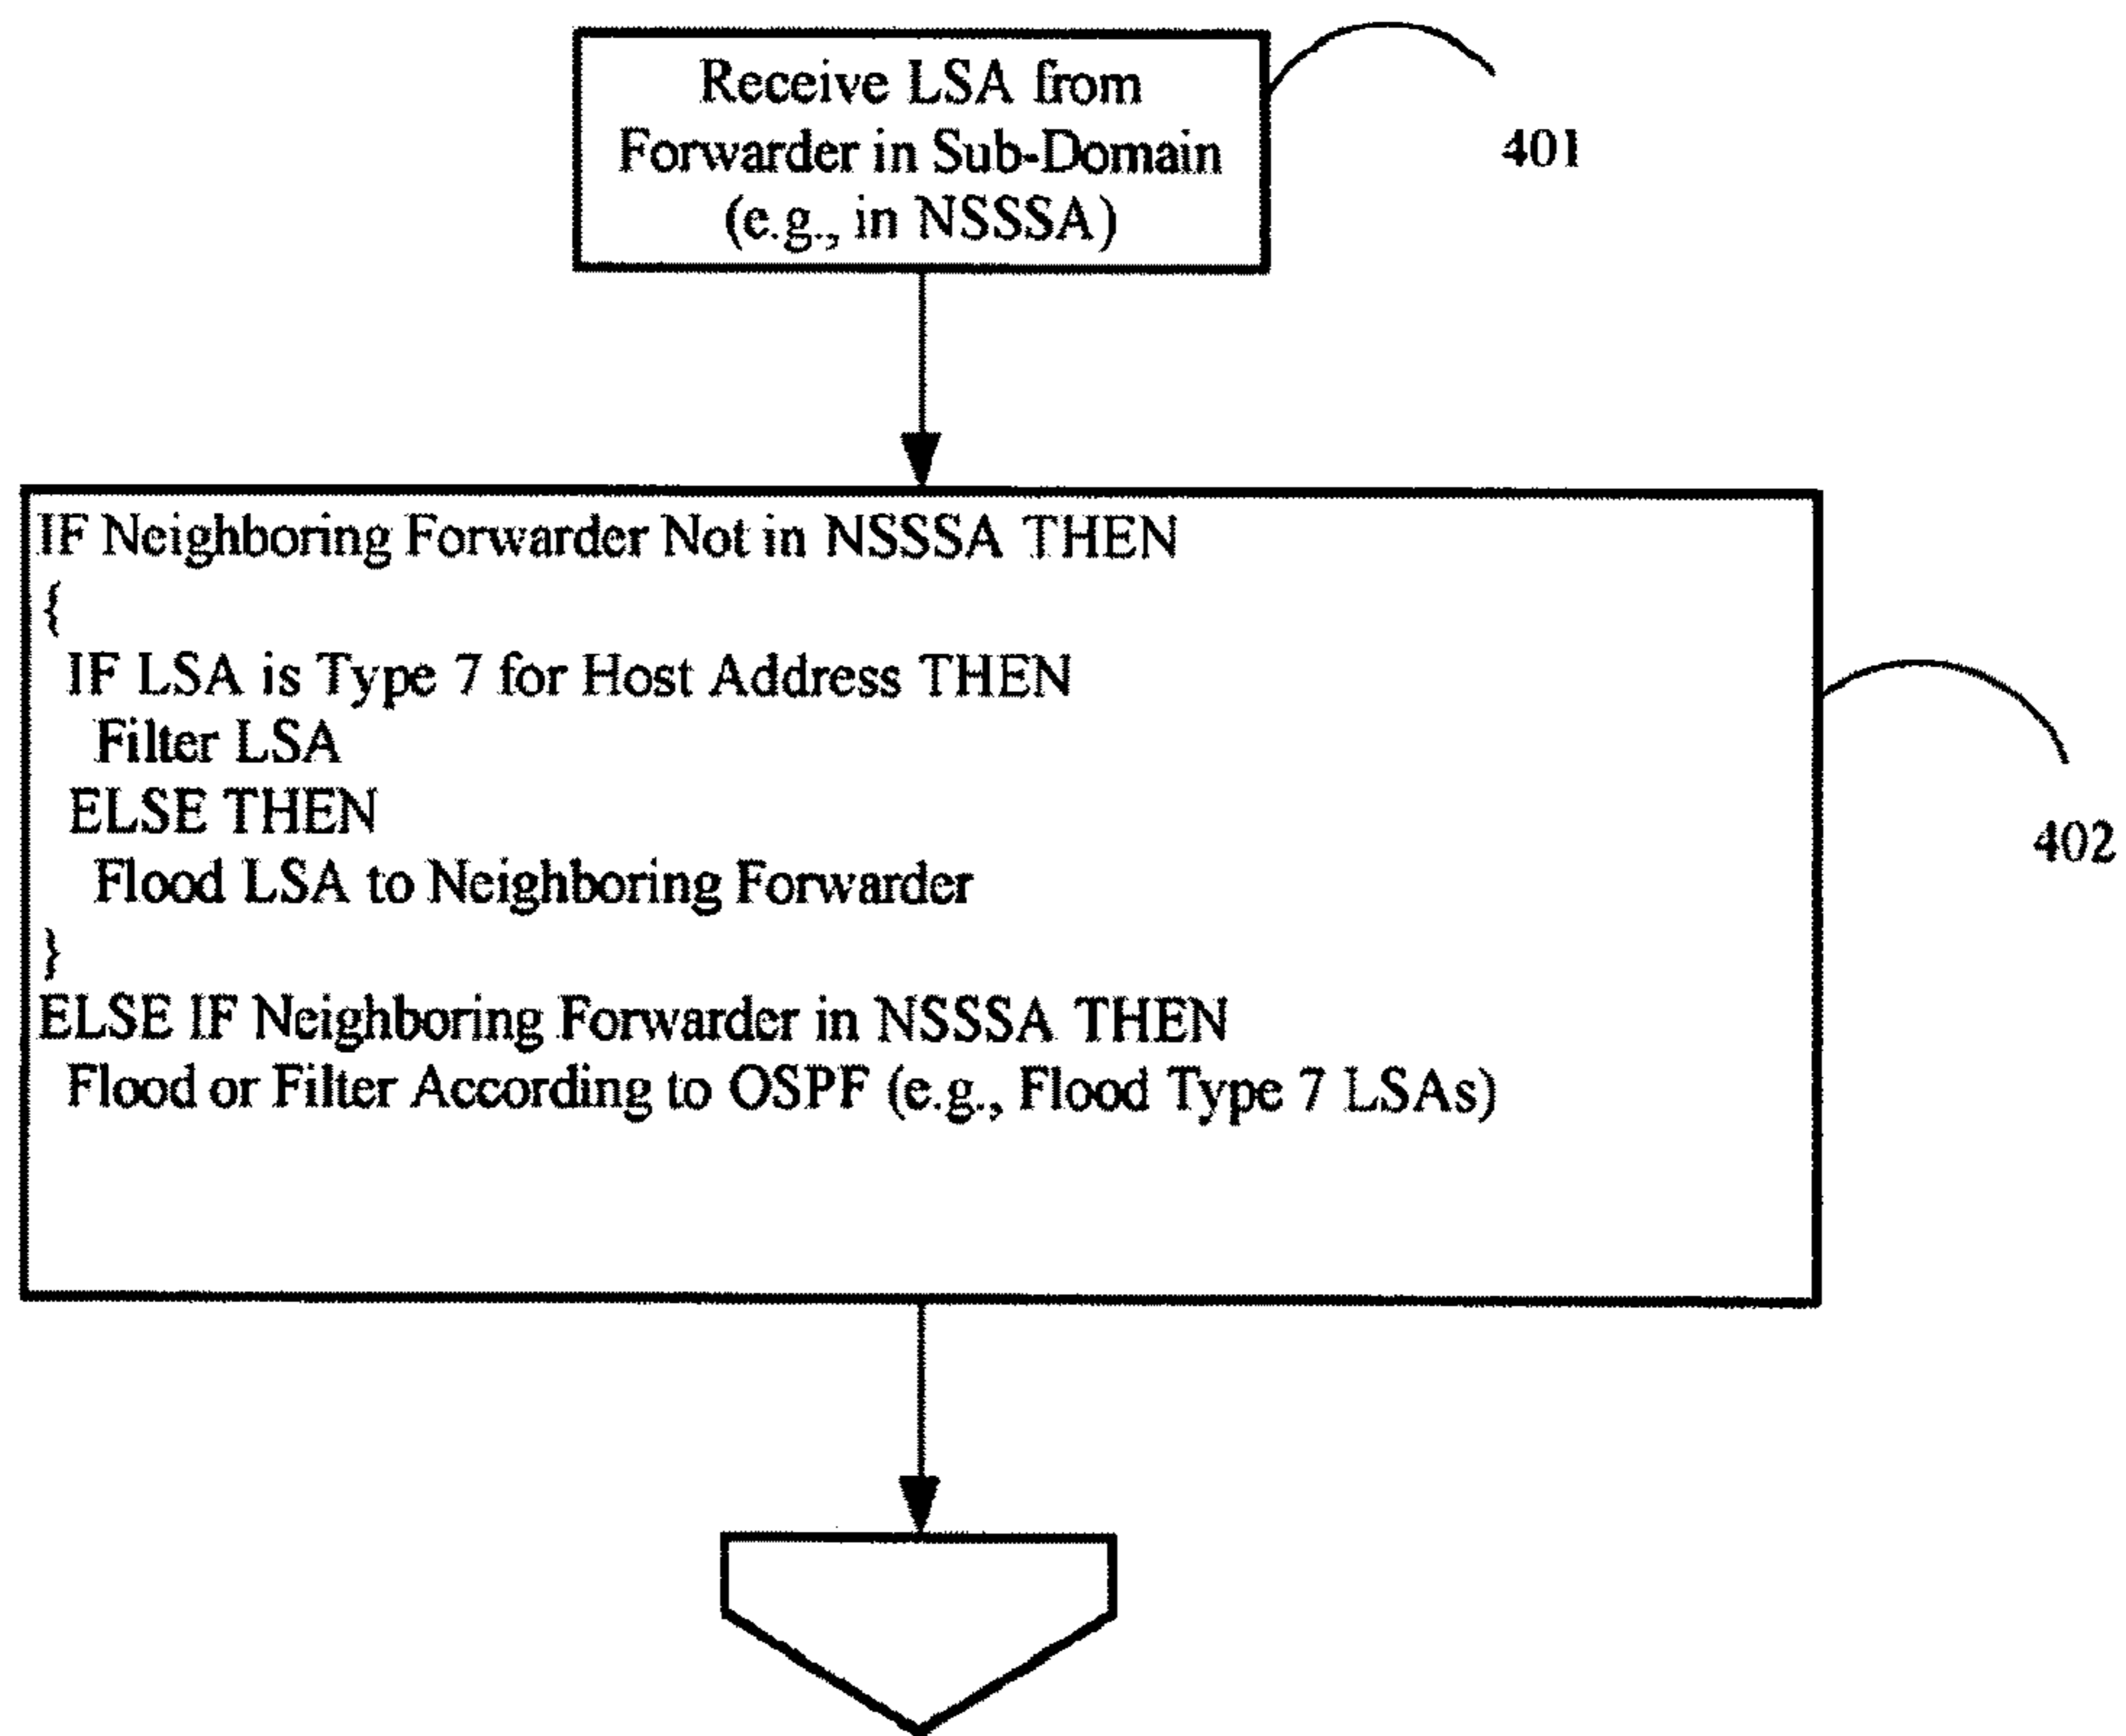 Receive LSA from
Forwarder in Sub-Domain
(e.g., in NSSSA)
401
IF Neighboring Forwarder Not in NSSSA THEN
{
IF LSA is Type 7 for Host Address THEN
Filter LSA
ELSE THEN
Flood LSA to Neighboring Forwarder
}
ELSE IF Neighboring Forwarder in NSSSA THEN
Flood or Filter According to OSPF (e.g., Flood Type 7 LSAs)
402